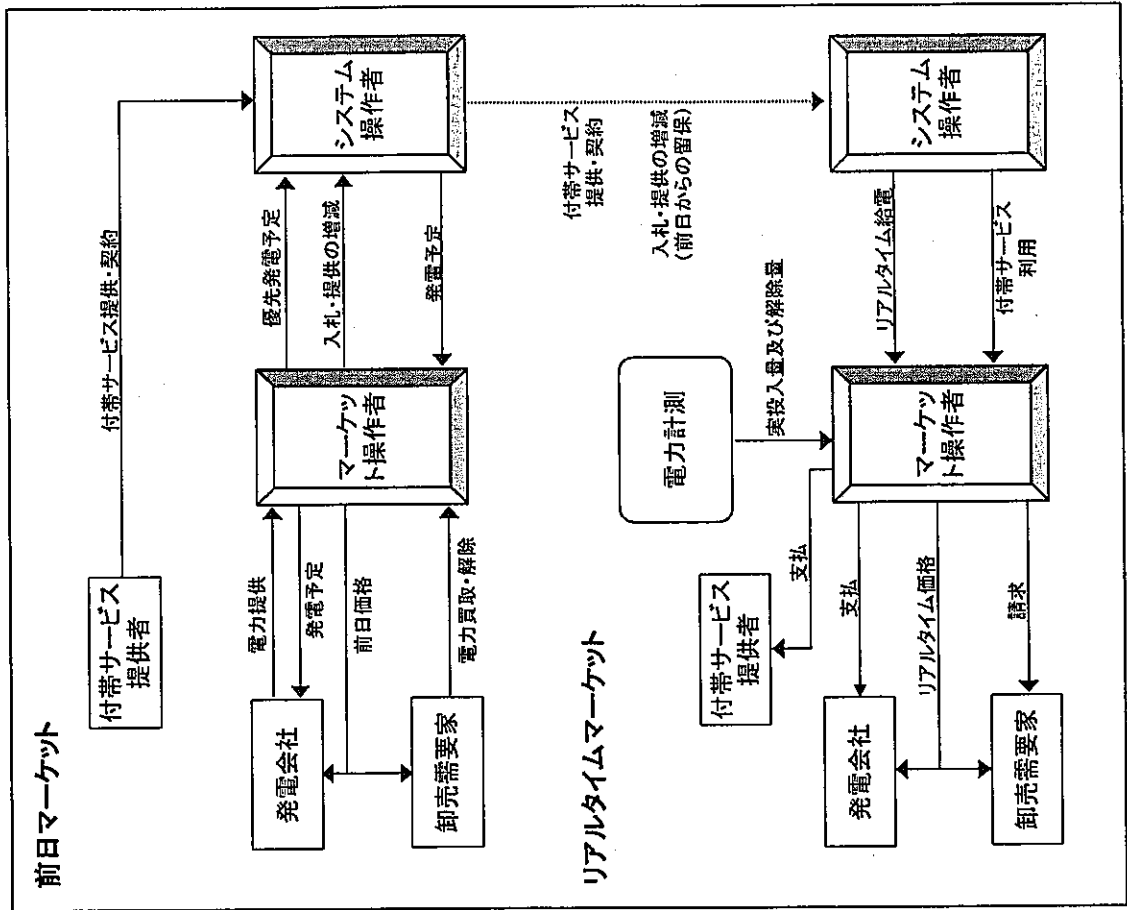 前日マーケット
付帯サービス
提供者
付帯サービス提供・契約
発電会社
卸売需要家
電力提供
発電予定
前日価格
電力買取・解除
マーケッ
ト操作者
優先発電予定
入札・提供の増減
発電予定
システム
操作者
付帯サービス
提供・契約
入札・提供の増減
(前日からの留保)
リアルタイムマーケット
付帯サービス
提供者
発電会社
卸売需要家
支払
支払
リアルタイム価格
請求
電力計測
実投入量及び解除量
マーケッ
ト操作者
リアルタイム給電
付帯サービス
利用
システム
操作者